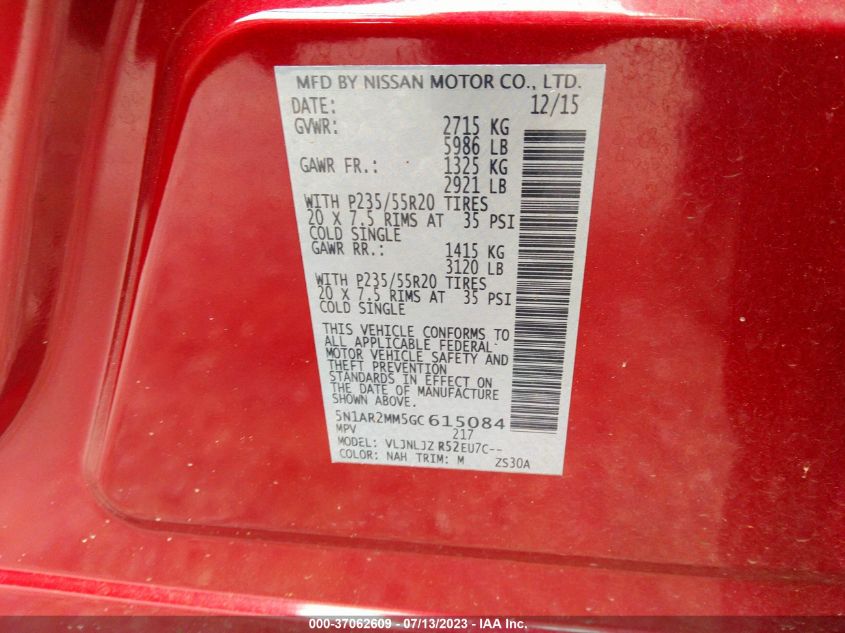 MFD BY NISSAN MOTOR CO., LTD.
DATE: 12/15
GVWR: 2715 KG
5986 LB
GAWR FR.: 1325 KG
2921 LB
WITH P235/55R20 TIRES
20 X 7.5 RIMS AT 35 PSI
COLD SINGLE
GAWR RR.: 1415 KG
3120 LB
WITH P235/55R20 TIRES
20 X 7.5 RIMS AT 35 PSI
COLD SINGLE
THIS VEHICLE CONFORMS TO
ALL APPLICABLE FEDERAL
MOTOR VEHICLE SAFETY AND
THEFT PREVENTION
STANDARDS IN EFFECT ON
THE DATE OF MANUFACTURE
SHOWN ABOVE.
5N1AR2MM5GC 615084
MPV 217
MODEL: VLJNLJZ R52EU7C--
COLOR: NAH TRIM: M ZS30A
000-37062609 - 07/13/2023 - IAA Inc.